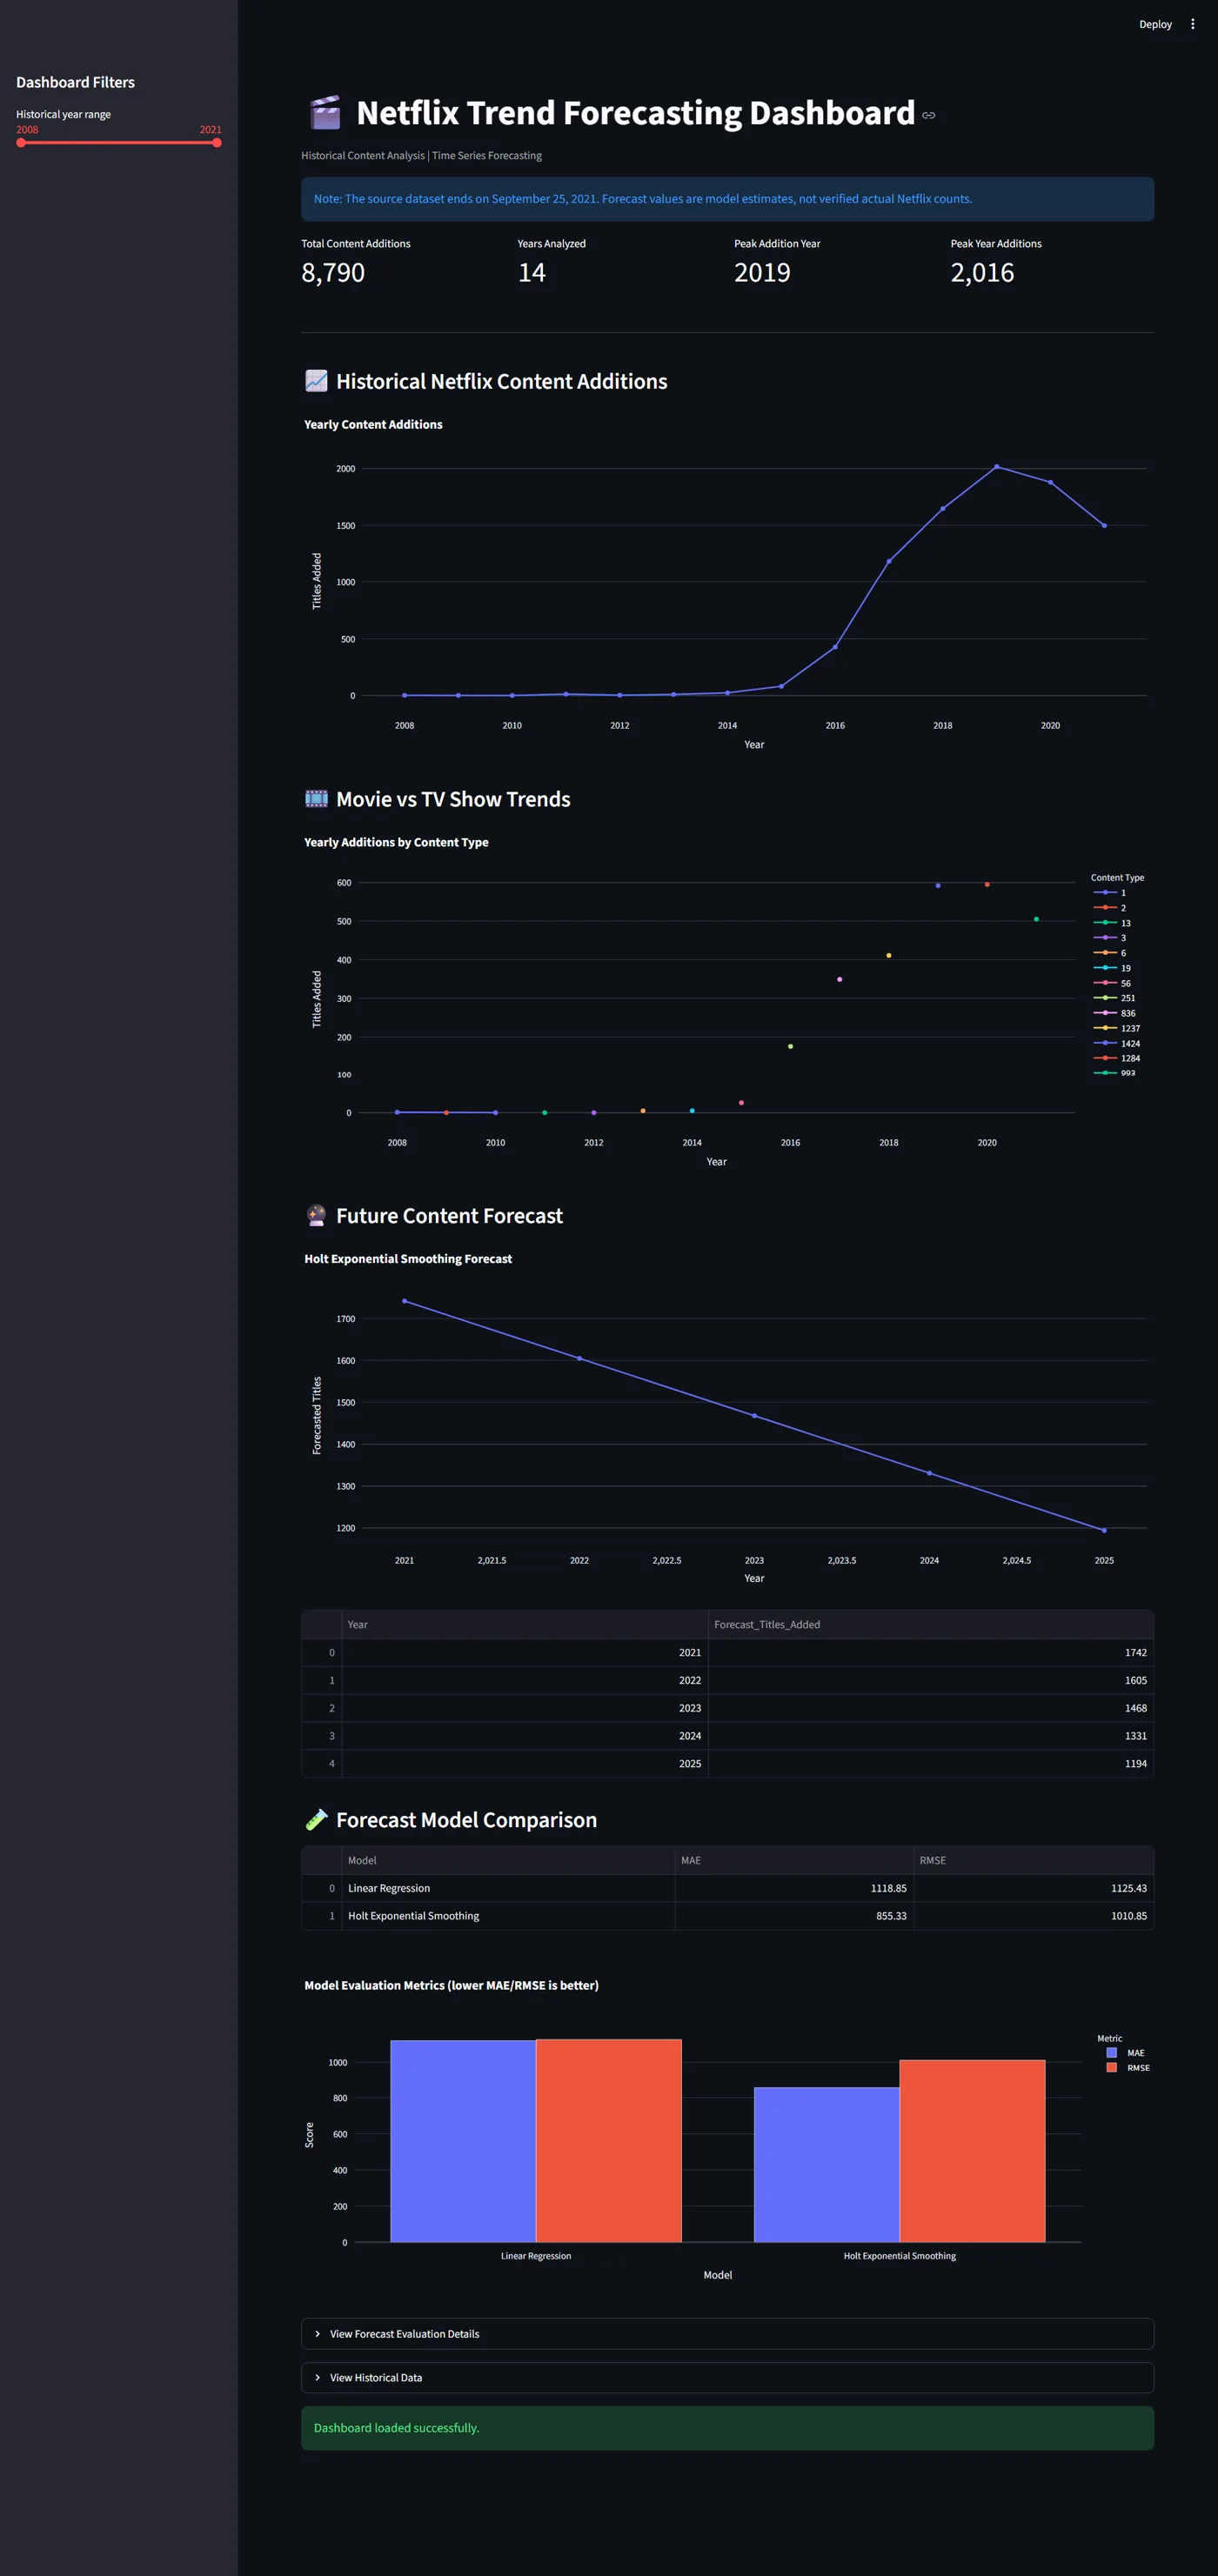 Deploy
Dashboard Filters
Historical year range
2008 2021
Netflix Trend Forecasting Dashboard
Historical Content Analysis | Time Series Forecasting
Note: The source dataset ends on September 25, 2021. Forecast values are model estimates, not verified actual Netflix counts.
Total Content Additions Years Analyzed Peak Addition Year Peak Year Additions
8,790 14 2019 2,016
Historical Netflix Content Additions
Yearly Content Additions
2000
1500
1000
500
0
Titles Added
2008 2010 2012 2014 2016 2018 2020
Year
Movie vs TV Show Trends
Yearly Additions by Content Type
600
500
400
300
200
100
0
Titles Added
2008 2010 2012 2014 2016 2018 2020
Year
Content Type
1
2
13
3
6
19
56
251
836
1237
1424
1284
993
Future Content Forecast
Holt Exponential Smoothing Forecast
1700
1600
1500
1400
1300
1200
Forecasted Titles
2021 2,021.5 2022 2,022.5 2023 2,023.5 2024 2,024.5 2025
Year
Year Forecast_Titles_Added
0 2021 1742
1 2022 1605
2 2023 1468
3 2024 1331
4 2025 1194
Forecast Model Comparison
Model MAE RMSE
0 Linear Regression 1118.85 1125.43
1 Holt Exponential Smoothing 855.33 1010.85
Model Evaluation Metrics (lower MAE/RMSE is better)
1000
800
600
400
200
0
Score
Linear Regression Holt Exponential Smoothing
Model
Metric
MAE
RMSE
View Forecast Evaluation Details
View Historical Data
Dashboard loaded successfully.